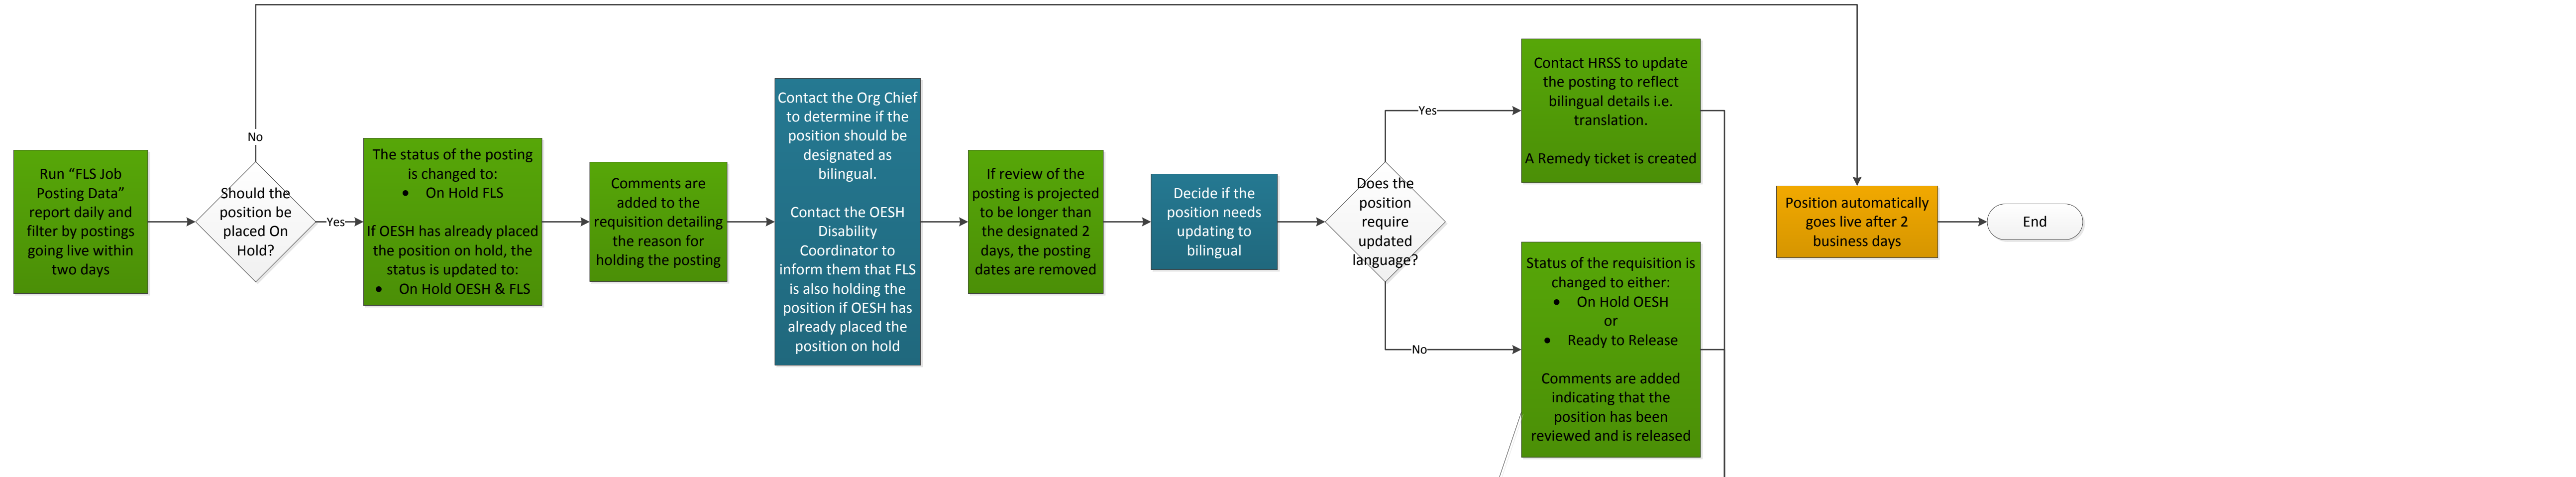 Run “FLS Job
Posting Data”
report daily and
filter by postings
going live within
two days
Should the
position be
placed On
Hold?
No
Yes
The status of the posting
is changed to:
• On Hold FLS
If OESH has already placed
the position on hold, the
status is updated to:
• On Hold OESH & FLS
Comments are
added to the
requisition detailing
the reason for
holding the posting
Contact the Org Chief
to determine if the
position should be
designated as
bilingual.
Contact the OESH
Disability
Coordinator to
inform them that FLS
is also holding the
position if OESH has
already placed the
position on hold
If review of the
posting is projected
to be longer than
the designated 2
days, the posting
dates are removed
Decide if the
position needs
updating to
bilingual
Does the
position
require
updated
language?
Yes
Contact HRSS to update
the posting to reflect
bilingual details i.e.
translation.
A Remedy ticket is created
No
Status of the requisition is
changed to either:
• On Hold OESH
or
• Ready to Release
Comments are added
indicating that the
position has been
reviewed and is released
Position automatically
goes live after 2
business days
End